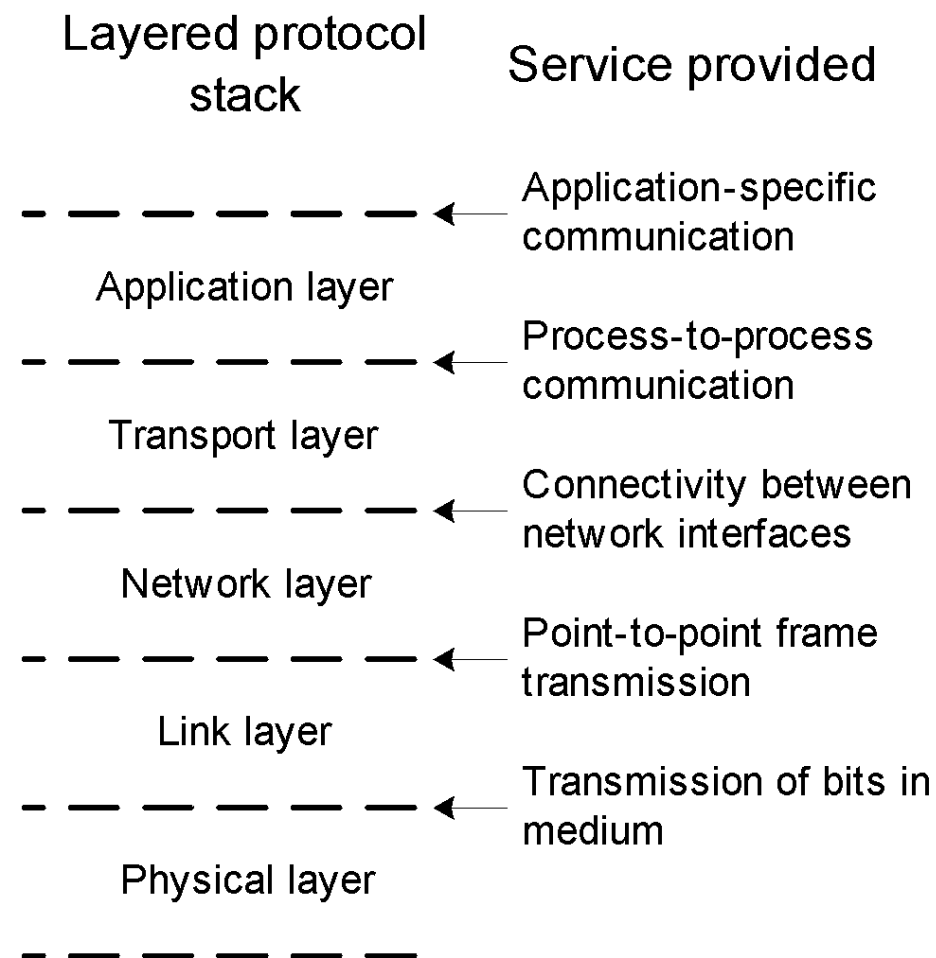 Layered protocol
stack
Service provided
Application-specific
communication
Application layer
Process-to-process
communication
Transport layer
Connectivity between
network interfaces
Network layer
Point-to-point frame
transmission
Link layer
Transmission of bits in
medium
Physical layer